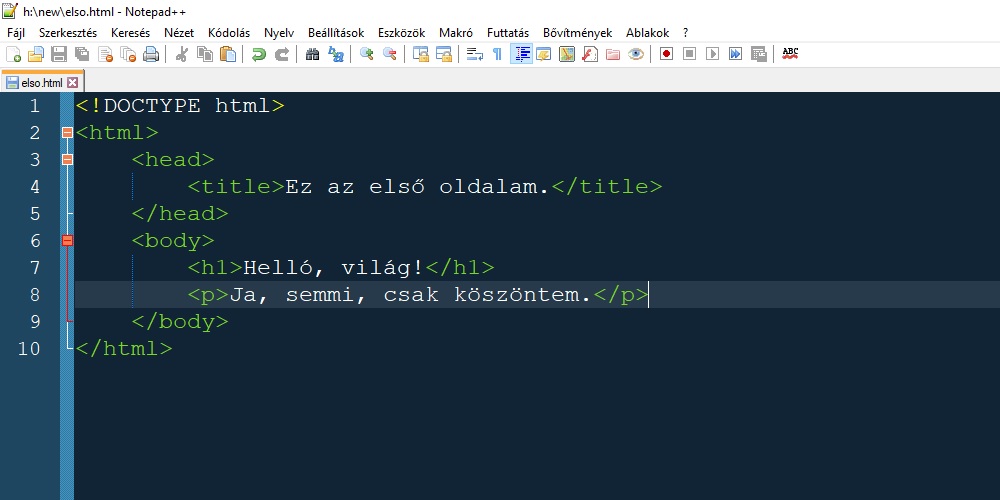 h:\new\elso.html - Notepad++
Fájl Szerkesztés Keresés Nézet Kódolás Nyelv Beállítások Eszközök Makró Futtatás Bővítmények Ablakok ?
ABC
elso.html
1 <!DOCTYPE html>
2 <html>
3 <head>
4 <title>Ez az első oldalam.</title>
5 </head>
6 <body>
7 <h1>Helló, világ!</h1>
8 <p>Ja, semmi, csak köszöntem.</p>
9 </body>
10 </html>